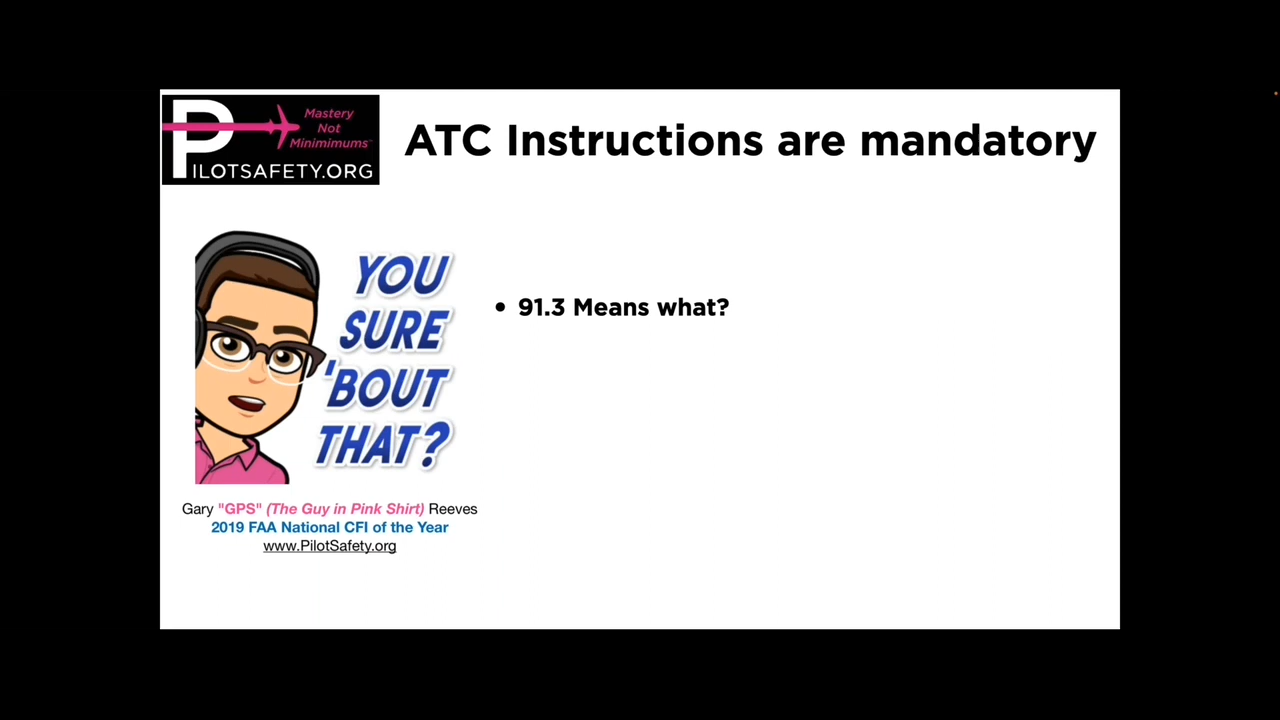 Mastery
Not
Minimimums™
PILOTSAFETY.ORG
ATC Instructions are mandatory
YOU
SURE
'BOUT
THAT?
• 91.3 Means what?
Gary "GPS" (The Guy in Pink Shirt) Reeves
2019 FAA National CFI of the Year
www.PilotSafety.org